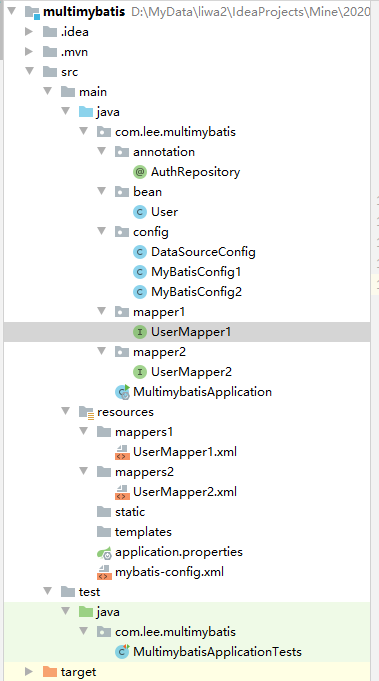 multimybatis D:\MyData\liwa2\IdeaProjects\Mine\2020
.idea
.mvn
src
main
java
com.lee.multimybatis
annotation
AuthRepository
bean
User
config
DataSourceConfig
MyBatisConfig1
MyBatisConfig2
mapper1
UserMapper1
mapper2
UserMapper2
MultimybatisApplication
resources
mappers1
UserMapper1.xml
mappers2
UserMapper2.xml
static
templates
application.properties
mybatis-config.xml
test
java
com.lee.multimybatis
MultimybatisApplicationTests
target